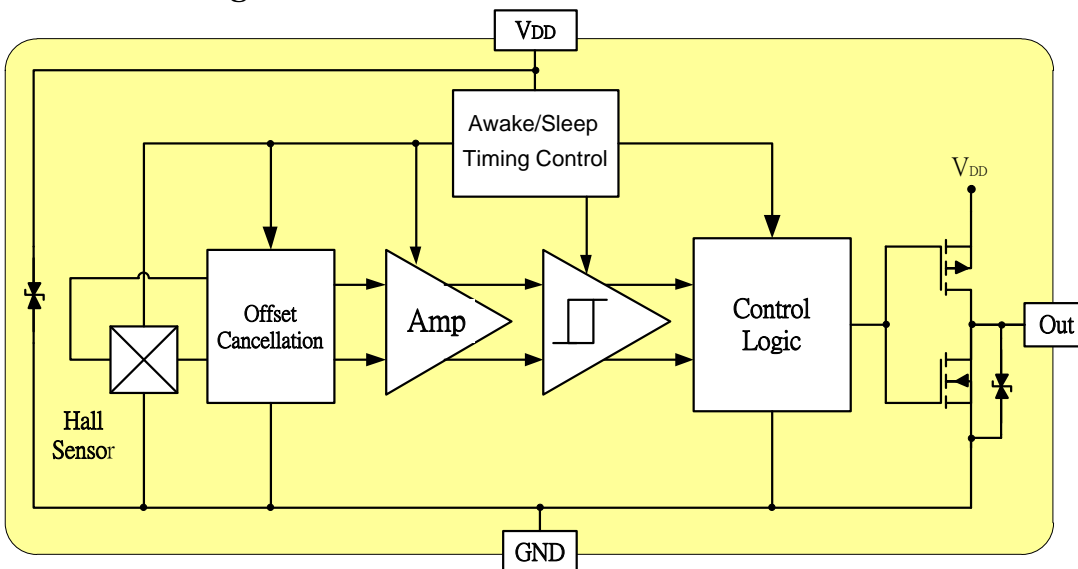 VDD
Awake/Sleep
Timing Control
VDD
Offset
Cancellation
Amp
Control
Logic
Out
Hall
Sensor
GND